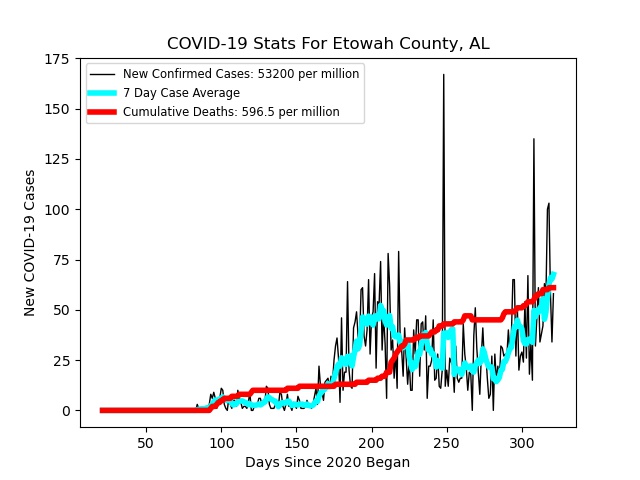 COVID-19 Stats For Etowah County, AL
New Confirmed Cases: 53200 per million
7 Day Case Average
Cumulative Deaths: 596.5 per million
New COVID-19 Cases
175
150
125
100
75
50
25
0
50
100
150
200
250
300
Days Since 2020 Began